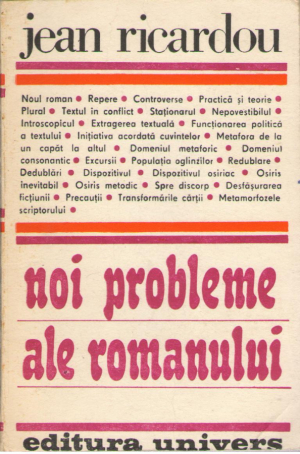 jean ricardou
Noul roman • Repere • Controverse • Practică și teorie •
Plural • Textul în conflict • Staționarul • Nepovestibilul •
Introscopicul • Extragerea textuală • Funcționarea politică
a textului • Inițiativa acordată cuvintelor • Metafora de la
un capăt la altul • Domeniul metaforic • Domeniul
consonantic • Excursii • Populația oglinzilor • Redublare •
Dedublări • Dispozitivul • Dispozitivul osiriac • Osiris
inevitabil • Osiris metodic • Spre discorp • Desfășurarea
ficțiunii • Precauții • Transformările cărții • Metamorfozele
scriptorului •
noi probleme
ale romanului
editura univers